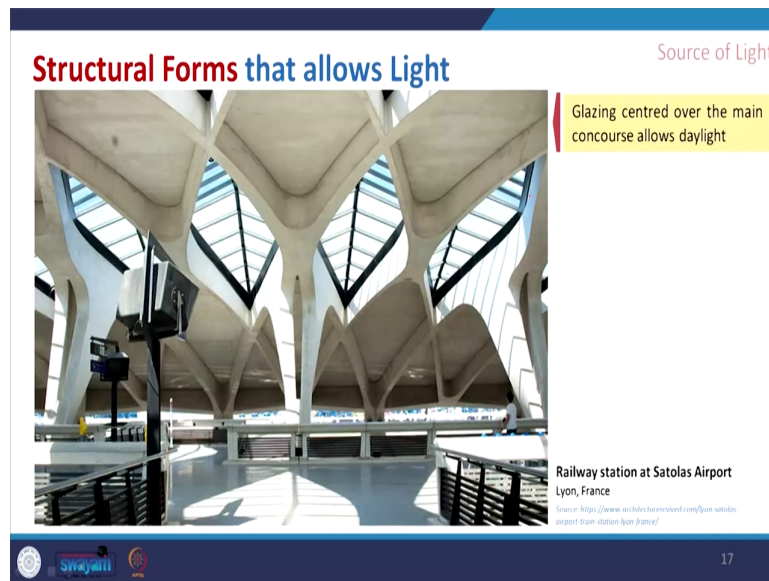 Source of Light
Structural Forms that allows Light
Glazing centred over the main
concourse allows daylight
Railway station at Satolas Airport
Lyon, France
Source: https://www.architecturerevived.com/lyon-satolas-
airport-train-station-lyon-france/
swayam
NPTEL
17